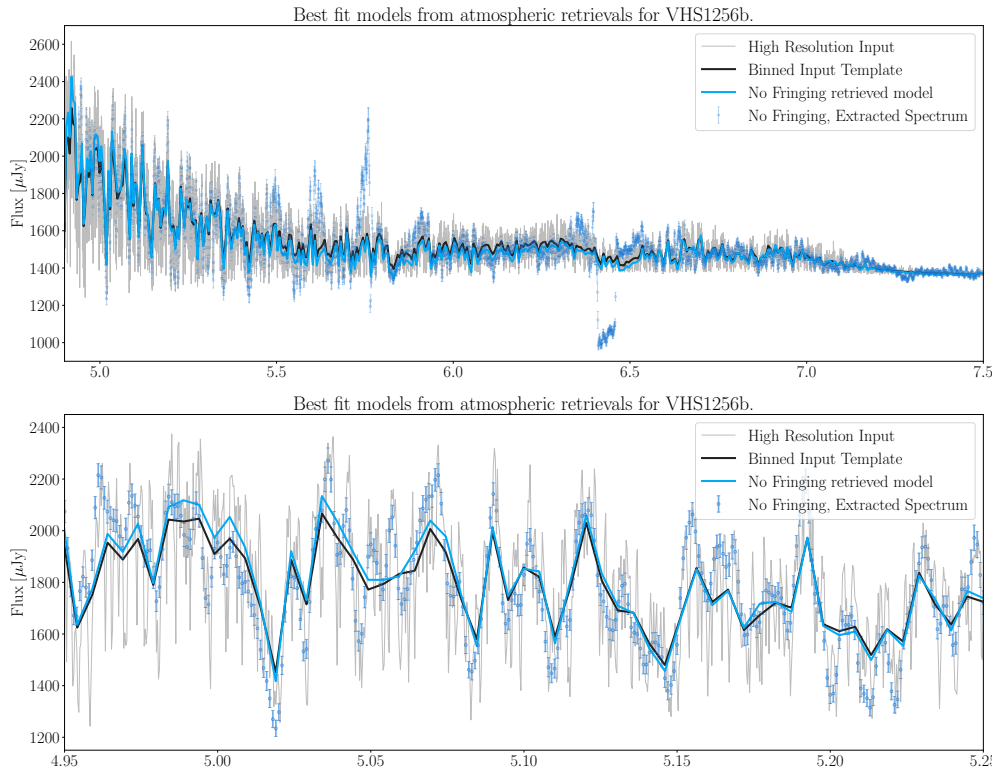 Best fit models from atmospheric retrievals for VHS1256b.
2600
2400
2200
2000
1800
1600
1400
1200
1000
Flux [μJy]
High Resolution Input
Binned Input Template
No Fringing retrieved model
No Fringing, Extracted Spectrum
5.0 5.5 6.0 6.5 7.0 7.5
Best fit models from atmospheric retrievals for VHS1256b.
2400
2200
2000
1800
1600
1400
1200
Flux [μJy]
High Resolution Input
Binned Input Template
No Fringing retrieved model
No Fringing, Extracted Spectrum
4.95 5.00 5.05 5.10 5.15 5.20 5.25